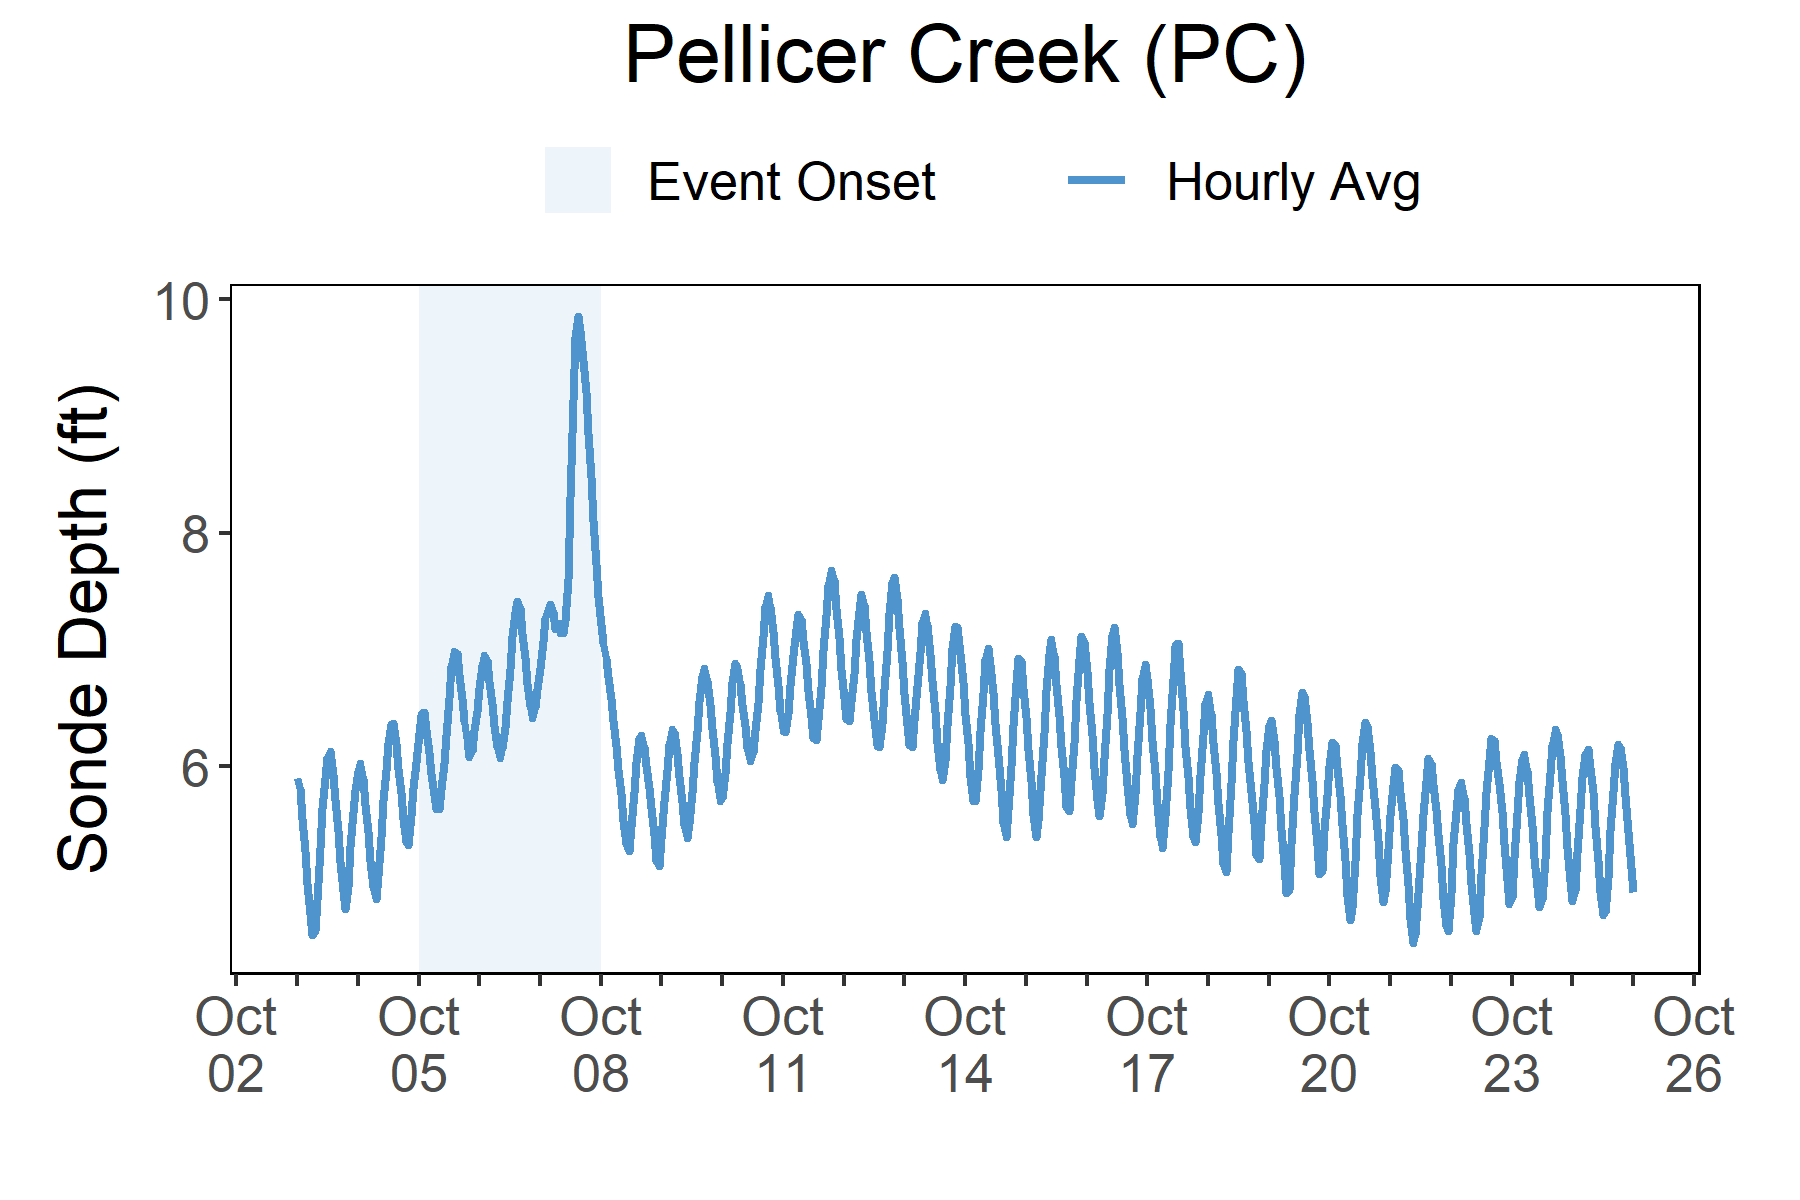 Pellicer Creek (PC)
Event Onset
Hourly Avg
Sonde Depth (ft)
10
8
6
Oct 02
Oct 05
Oct 08
Oct 11
Oct 14
Oct 17
Oct 20
Oct 23
Oct 26